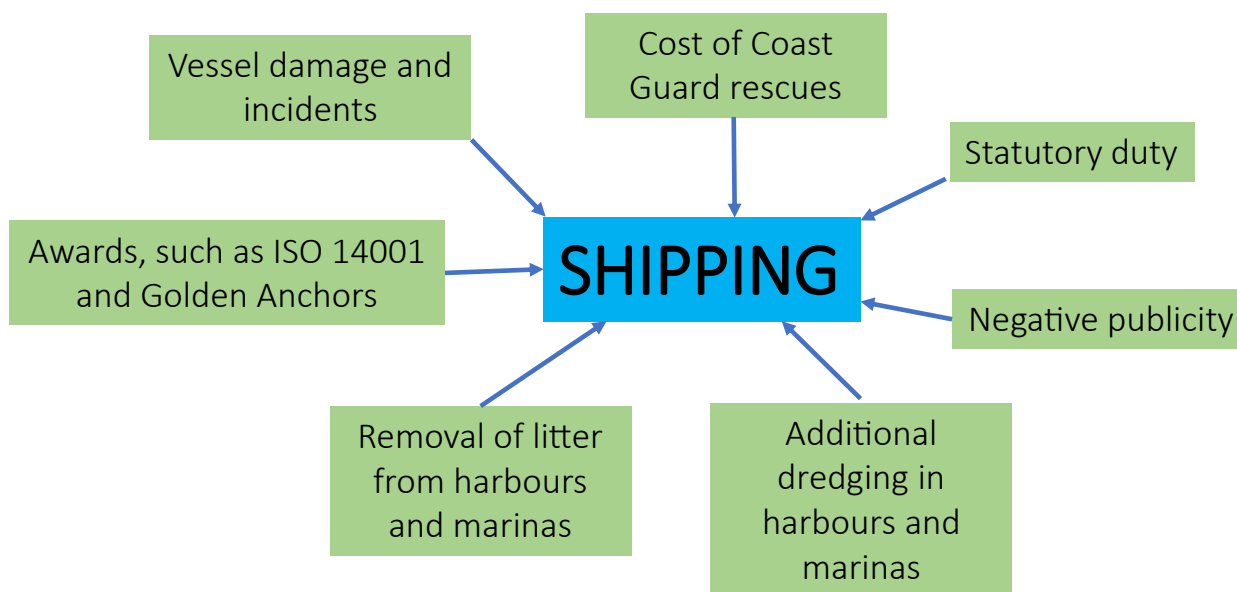 Cost of Coast
Guard rescues
Vessel damage and
incidents
Statutory duty
Awards, such as ISO 14001
and Golden Anchors
SHIPPING
Negative publicity
Removal of litter
from harbours
and marinas
Additional
dredging in
harbours and
marinas